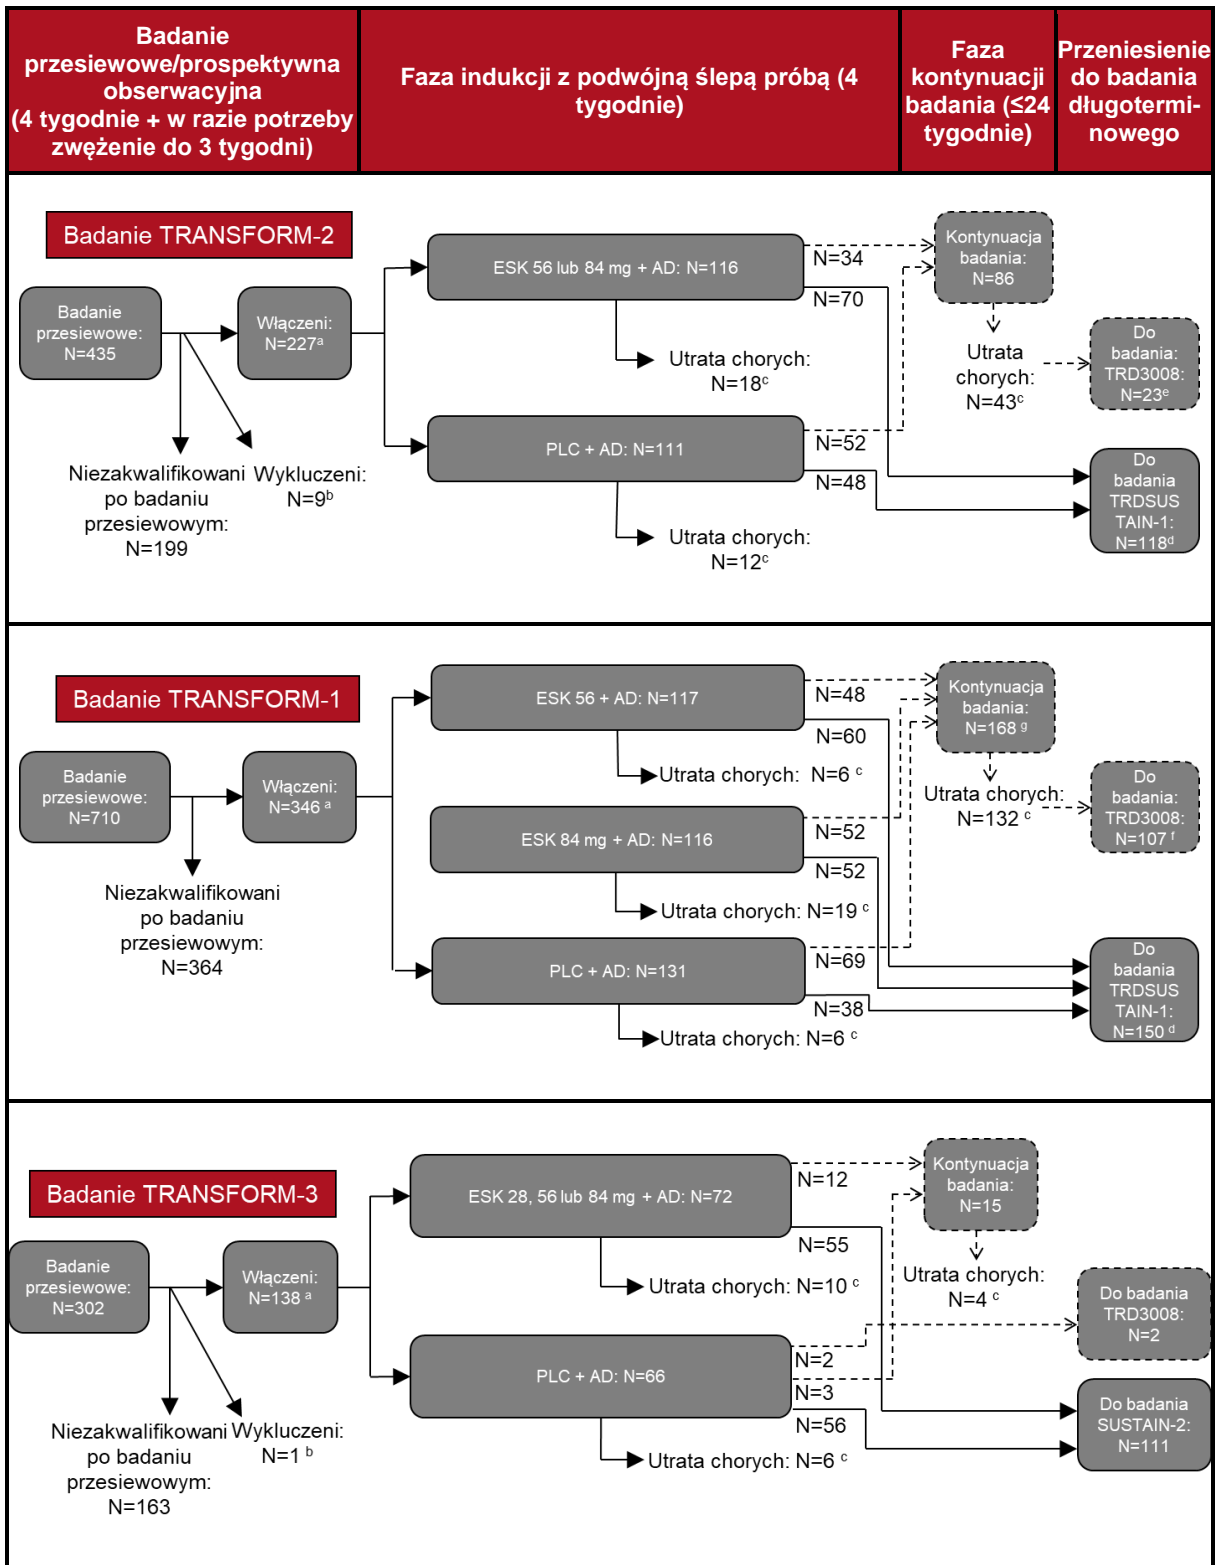 Badanie
przesiewowe/prospektywna
obserwacyjna
(4 tygodnie + w razie potrzeby
zwężenie do 3 tygodni)
Faza indukcji z podwójną ślepą próbą (4
tygodnie)
Faza
kontynuacji
badania (≤24
tygodnie)
Przeniesienie
do badania
długotermi-
nowego
Badanie TRANSFORM-2
Badanie
przesiewowe:
N=435
Włączeni:
N=227ᵃ
Niezakwalifikowani
po badaniu
przesiewowym:
N=199
Wykluczeni:
N=9ᵇ
ESK 56 lub 84 mg + AD: N=116
N=34
N=70
Utrata chorych:
N=18ᶜ
PLC + AD: N=111
N=52
N=48
Utrata chorych:
N=12ᶜ
Kontynuacja
badania:
N=86
Utrata
chorych:
N=43ᶜ
Do
badania:
TRD3008:
N=23ᵉ
Do
badania
TRDSUS
TAIN-1:
N=118ᵈ
Badanie TRANSFORM-1
Badanie
przesiewowe:
N=710
Włączeni:
N=346 ᵃ
Niezakwalifikowani
po badaniu
przesiewowym:
N=364
ESK 56 + AD: N=117
N=48
N=60
Utrata chorych: N=6 ᶜ
ESK 84 mg + AD: N=116
N=52
N=52
Utrata chorych: N=19 ᶜ
PLC + AD: N=131
N=69
N=38
Utrata chorych: N=6 ᶜ
Kontynuacja
badania:
N=168 ᵍ
Utrata chorych:
N=132 ᶜ
Do
badania:
TRD3008:
N=107 ᶠ
Do
badania
TRDSUS
TAIN-1:
N=150 ᵈ
Badanie TRANSFORM-3
Badanie
przesiewowe:
N=302
Włączeni:
N=138 ᵃ
Niezakwalifikowani
po badaniu
przesiewowym:
N=163
Wykluczeni:
N=1 ᵇ
ESK 28, 56 lub 84 mg + AD: N=72
N=12
N=55
Utrata chorych: N=10 ᶜ
PLC + AD: N=66
N=2
N=3
N=56
Utrata chorych: N=6 ᶜ
Kontynuacja
badania:
N=15
Utrata chorych:
N=4 ᶜ
Do badania
TRD3008:
N=2
Do badania
SUSTAIN-2:
N=111